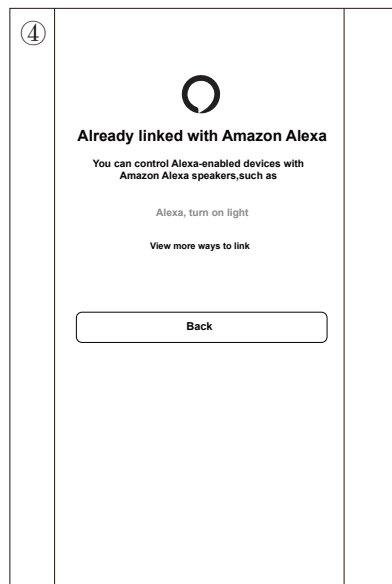 ④
Already linked with Amazon Alexa
You can control Alexa-enabled devices with
Amazon Alexa speakers,such as
Alexa, turn on light
View more ways to link
Back